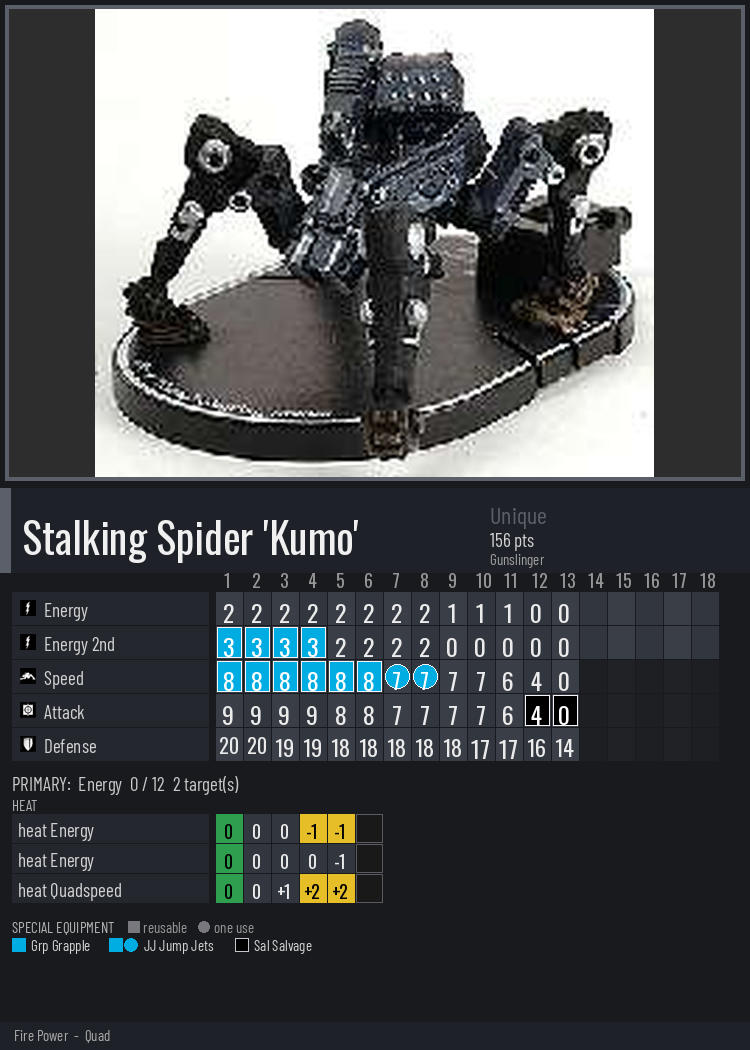 Stalking Spider 'Kumo'
Unique
156 pts
Gunslinger
1 2 3 4 5 6 7 8 9 10 11 12 13 14 15 16 17 18
Energy 2 2 2 2 2 2 2 2 1 1 1 0 0
Energy 2nd 3 3 3 3 2 2 2 2 0 0 0 0 0
Speed 8 8 8 8 8 8 7 7 7 7 6 4 0
Attack 9 9 9 9 8 8 7 7 7 7 6 4 0
Defense 20 20 19 19 18 18 18 18 18 17 17 16 14
PRIMARY: Energy 0 / 12 2 target(s)
HEAT
heat Energy 0 0 0 -1 -1
heat Energy 0 0 0 0 -1
heat Quadspeed 0 0 +1 +2 +2
SPECIAL EQUIPMENT reusable one use
Grp Grapple JJ Jump Jets Sal Salvage
Fire Power - Quad